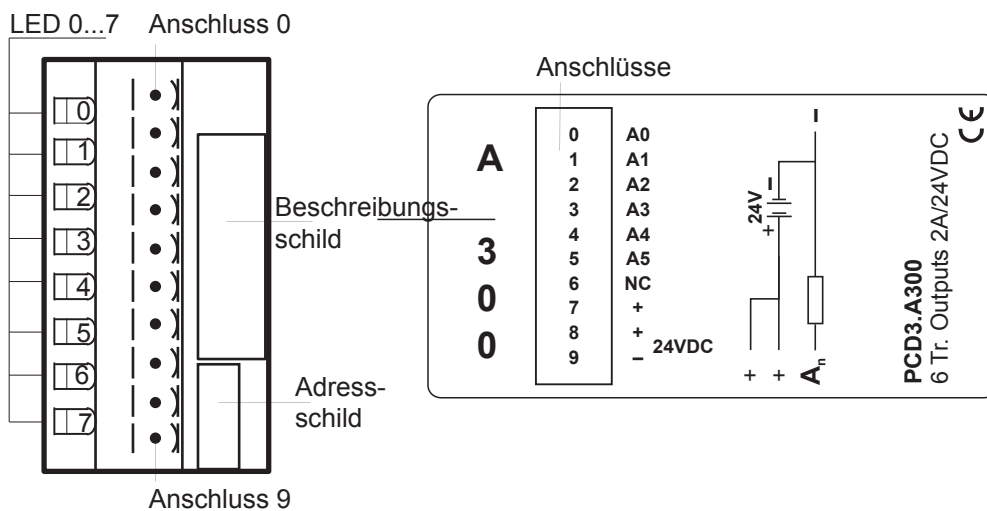 LED 0...7
Anschluss 0
0
1
2
3
4
5
6
7
Anschluss 9
Beschreibungs-
schild
Adress-
schild
Anschlüsse
A
3
0
0
0 A0
1 A1
2 A2
3 A3
4 A4
5 A5
6 NC
7 +
8 +
9 –
24VDC
–
24V
–
+
+ + An
PCD3.A300
6 Tr. Outputs 2A/24VDC
CE